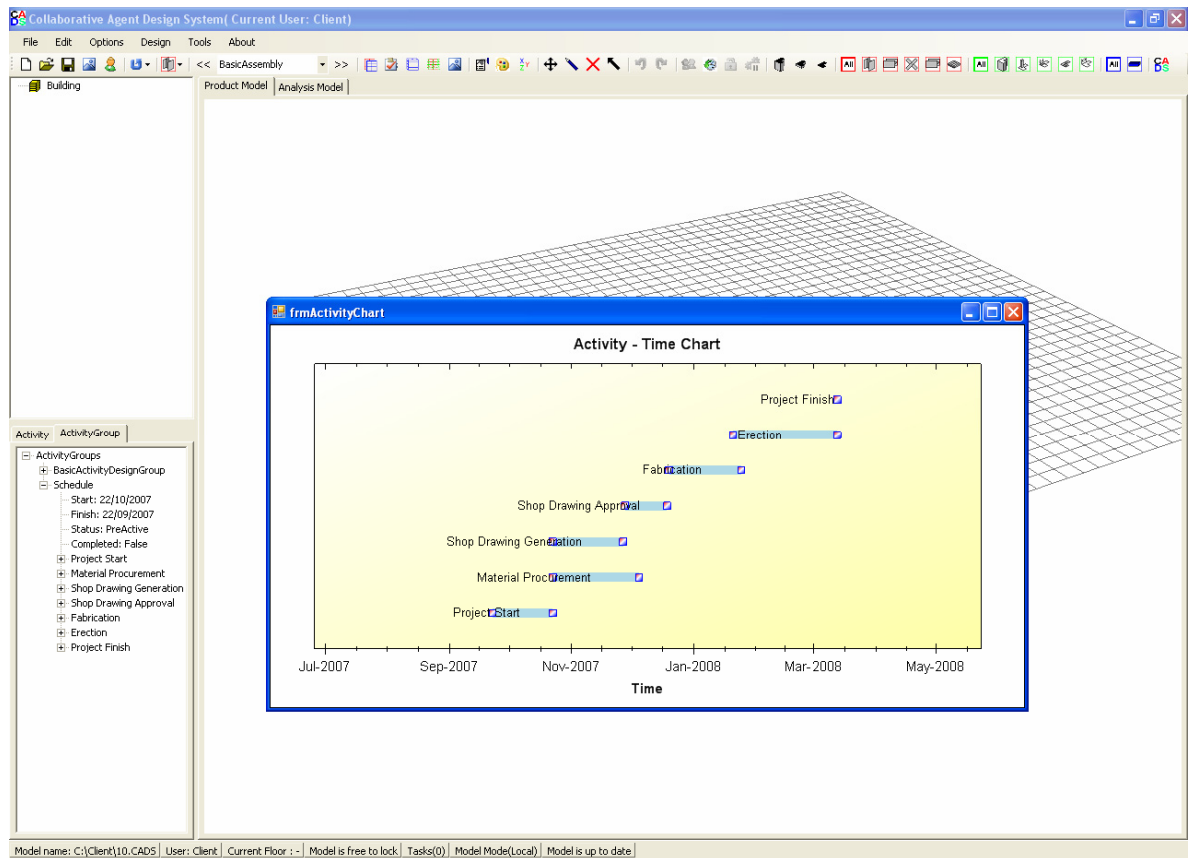 Collaborative Agent Design System( Current User: Client)
File Edit Options Design Tools About
<< BasicAssembly >>
Building
Product Model Analysis Model
frmActivityChart
Activity - Time Chart
Project Finish
Erection
Fabrication
Shop Drawing Approval
Shop Drawing Generation
Material Procurement
Project Start
Jul-2007 Sep-2007 Nov-2007 Jan-2008 Mar-2008 May-2008
Time
Activity ActivityGroup
ActivityGroups
BasicActivityDesignGroup
Schedule
Start: 22/10/2007
Finish: 22/09/2007
Status: PreActive
Completed: False
Project Start
Material Procurement
Shop Drawing Generation
Shop Drawing Approval
Fabrication
Erection
Project Finish
Model name: C:\Client\10.CADS User: Client Current Floor : - Model is free to lock Tasks(0) Model Mode(Local) Model is up to date